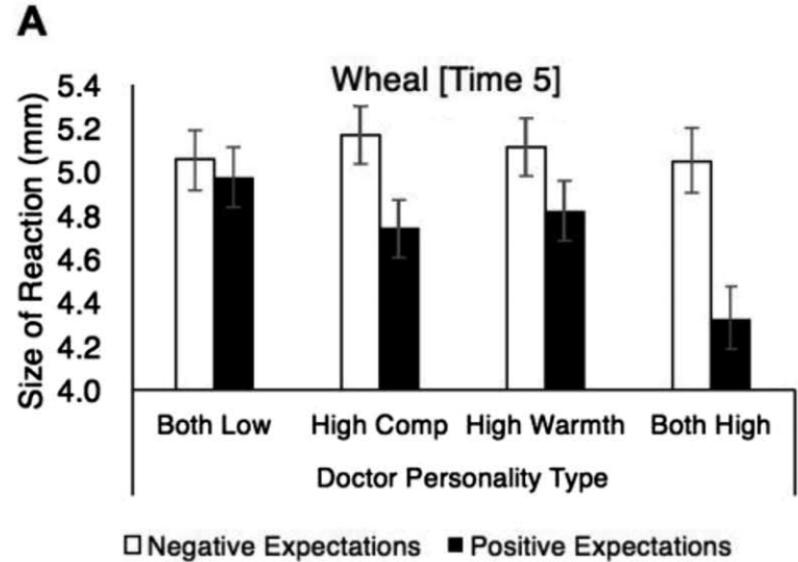 A
Wheal [Time 5]
Size of Reaction (mm)
5.4
5.2
5.0
4.8
4.6
4.4
4.2
4.0
Both Low High Comp High Warmth Both High
Doctor Personality Type
Negative Expectations Positive Expectations